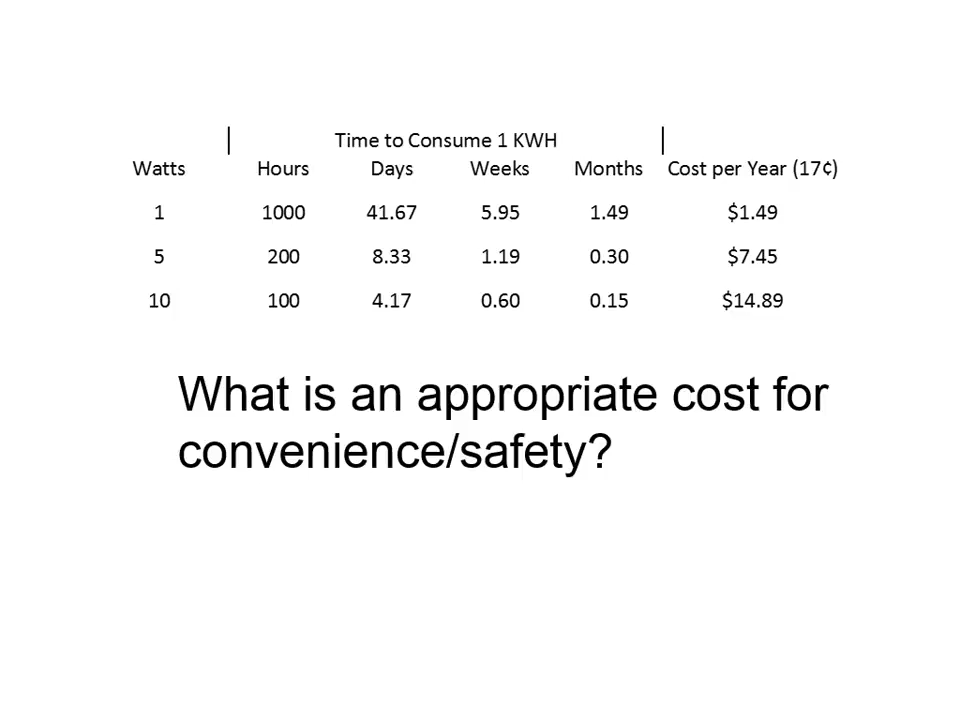 Time to Consume 1 KWH
Watts Hours Days Weeks Months Cost per Year (17¢)
1 1000 41.67 5.95 1.49 $1.49
5 200 8.33 1.19 0.30 $7.45
10 100 4.17 0.60 0.15 $14.89
What is an appropriate cost for
convenience/safety?